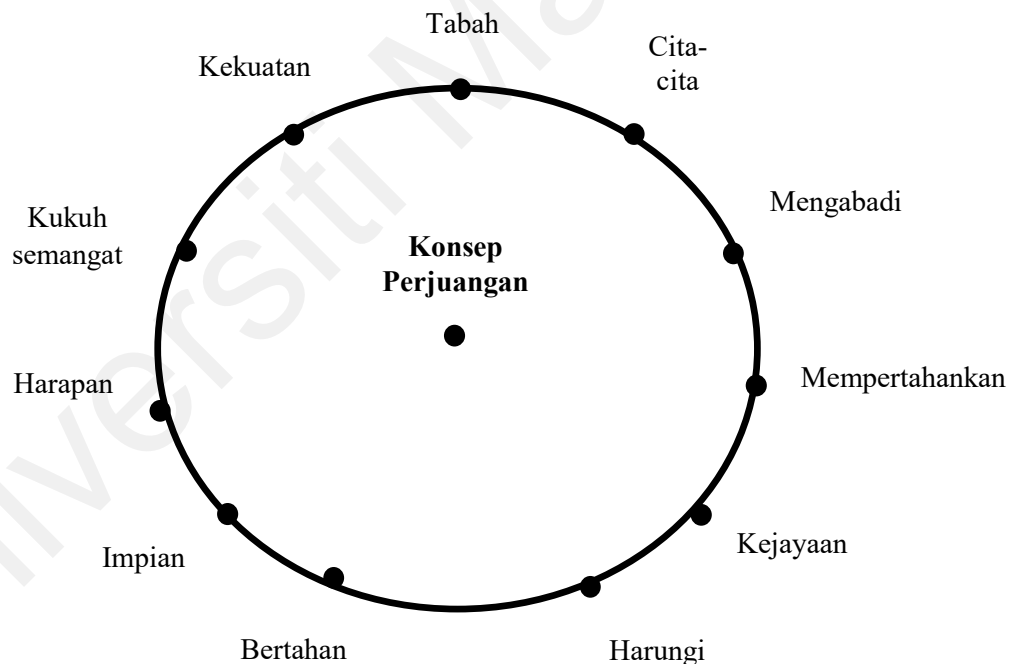 Tabah
Cita-
cita
Kekuatan
Mengabadi
Kukuh
semangat
Konsep
Perjuangan
Harapan
Mempertahankan
Kejayaan
Impian
Bertahan
Harungi